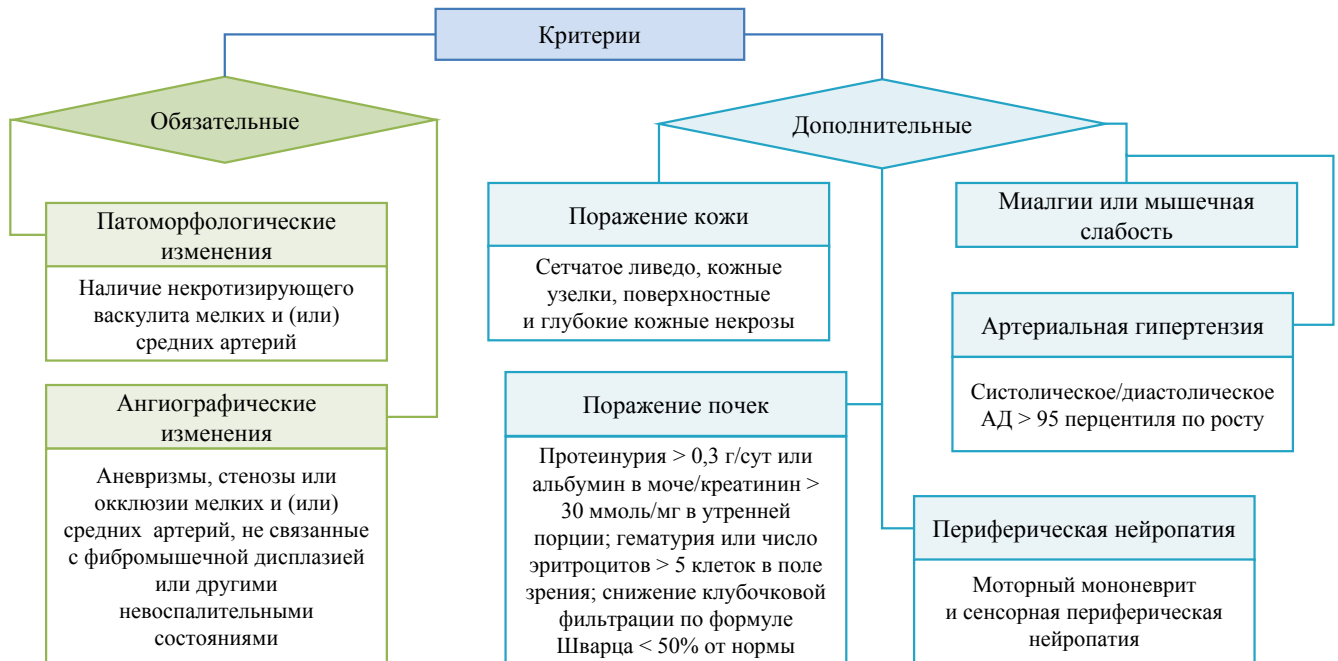 Критерии
Обязательные
Дополнительные
Патоморфологические
изменения
Наличие некротизирующего
васкулита мелких и (или)
средних артерий
Ангиографические
изменения
Аневризмы, стенозы или
окклюзии мелких и (или)
средних артерий, не связанные
с фибромышечной дисплазией
или другими
невоспалительными
состояниями
Поражение кожи
Сетчатое ливедо, кожные
узелки, поверхностные
и глубокие кожные некрозы
Поражение почек
Протеинурия > 0,3 г/сут или
альбумин в моче/креатинин >
30 ммоль/мг в утренней
порции; гематурия или число
эритроцитов > 5 клеток в поле
зрения; снижение клубочковой
фильтрации по формуле
Шварца < 50% от нормы
Миалгии или мышечная
слабость
Артериальная гипертензия
Систолическое/диастолическое
АД > 95 перцентиля по росту
Периферическая нейропатия
Моторный мононеврит
и сенсорная периферическая
нейропатия